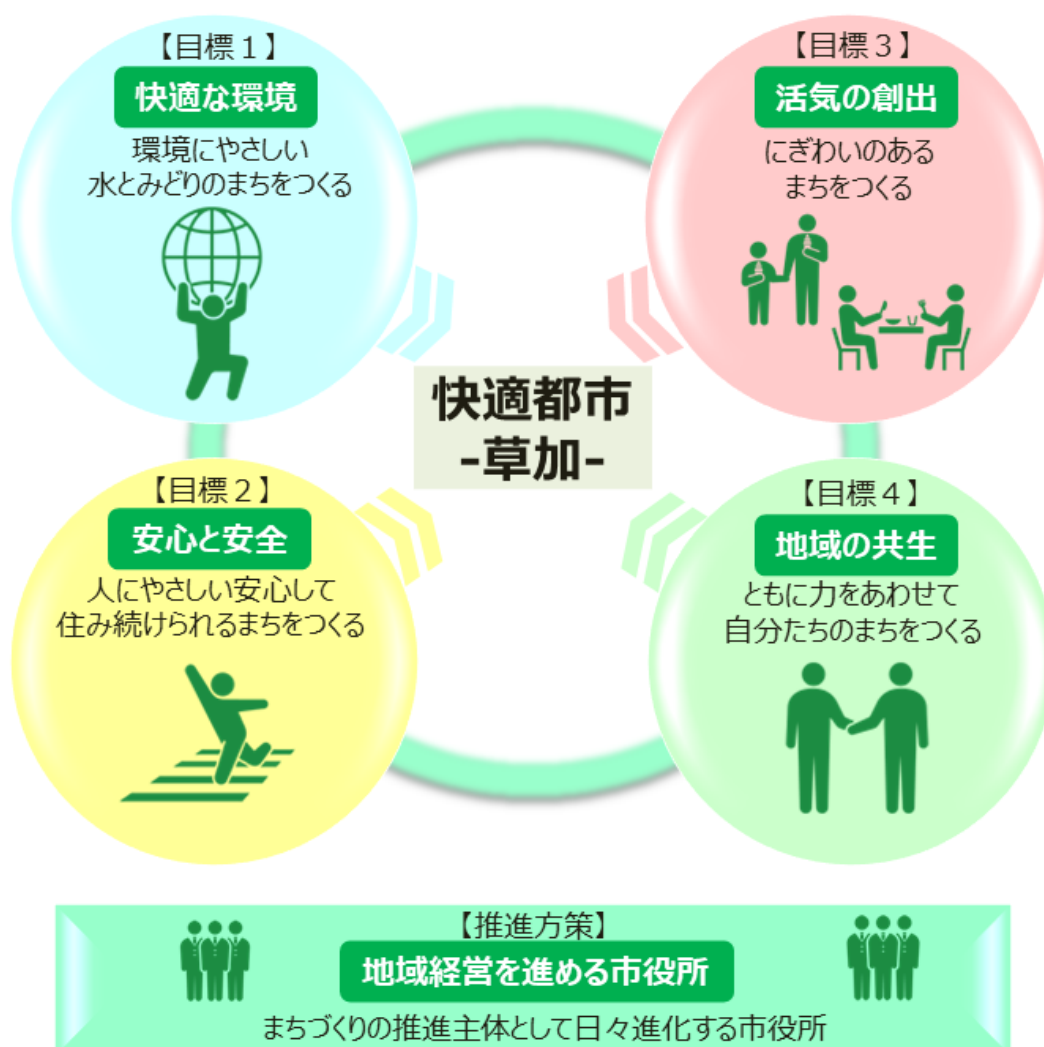 【目標１】
快適な環境
環境にやさしい
水とみどりのまちをつくる
【目標２】
安心と安全
人にやさしい安心して
住み続けられるまちをつくる
【目標３】
活気の創出
にぎわいのある
まちをつくる
【目標４】
地域の共生
ともに力をあわせて
自分たちのまちをつくる
快適都市
-草加-
【推進方策】
地域経営を進める市役所
まちづくりの推進主体として日々進化する市役所